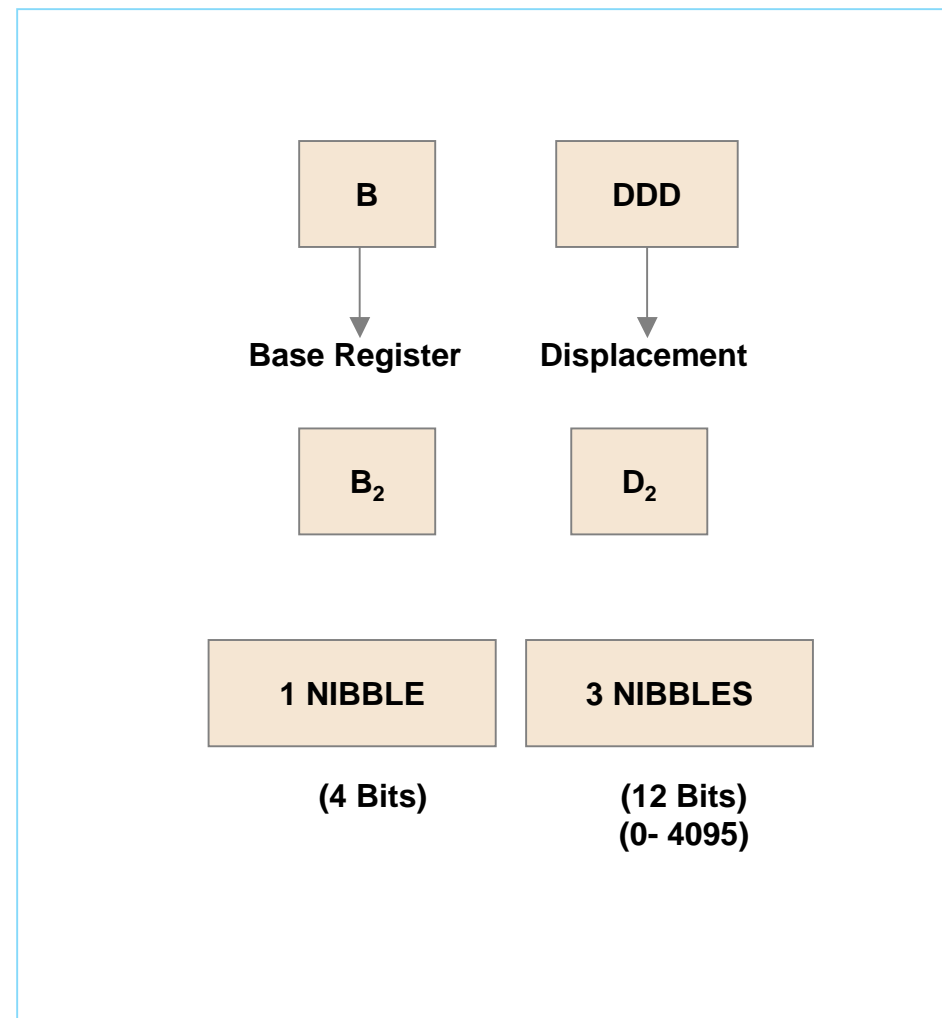 B DDD
Base Register Displacement
B₂ D₂
1 NIBBLE 3 NIBBLES
(4 Bits) (12 Bits)
(0- 4095)